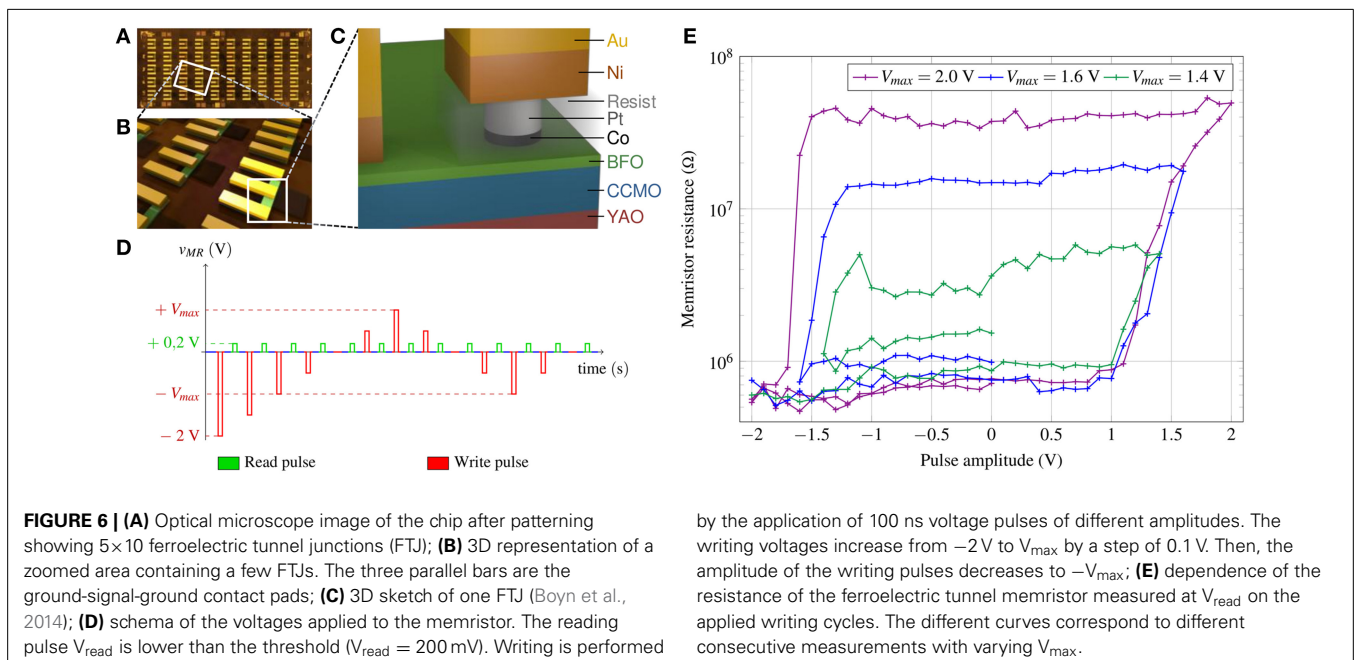 A
B
C
Au
Ni
Resist
Pt
Co
BFO
CCMO
YAO
D
v_MR (V)
+ V_max
+ 0,2 V
− V_max
− 2 V
time (s)
Read pulse
Write pulse
E
V_max = 2.0 V V_max = 1.6 V V_max = 1.4 V
Memristor resistance (Ω)
10^8
10^7
10^6
−2 −1.5 −1 −0.5 0 0.5 1 1.5 2
Pulse amplitude (V)
FIGURE 6 | (A) Optical microscope image of the chip after patterning
showing 5×10 ferroelectric tunnel junctions (FTJ); (B) 3D representation of a
zoomed area containing a few FTJs. The three parallel bars are the
ground-signal-ground contact pads; (C) 3D sketch of one FTJ (Boyn et al.,
2014); (D) schema of the voltages applied to the memristor. The reading
pulse V_read is lower than the threshold (V_read = 200 mV). Writing is performed
by the application of 100 ns voltage pulses of different amplitudes. The
writing voltages increase from −2 V to V_max by a step of 0.1 V. Then, the
amplitude of the writing pulses decreases to −V_max; (E) dependence of the
resistance of the ferroelectric tunnel memristor measured at V_read on the
applied writing cycles. The different curves correspond to different
consecutive measurements with varying V_max.